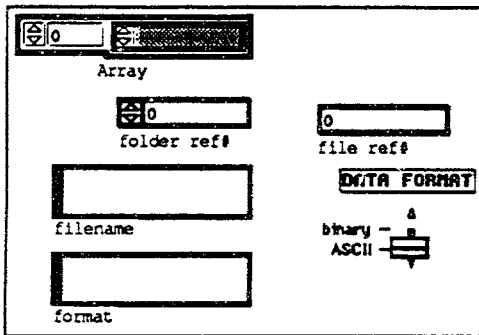 0
Array
0
folder ref#
0
file ref#
DATA FORMAT
filename
binary
ASCII
format